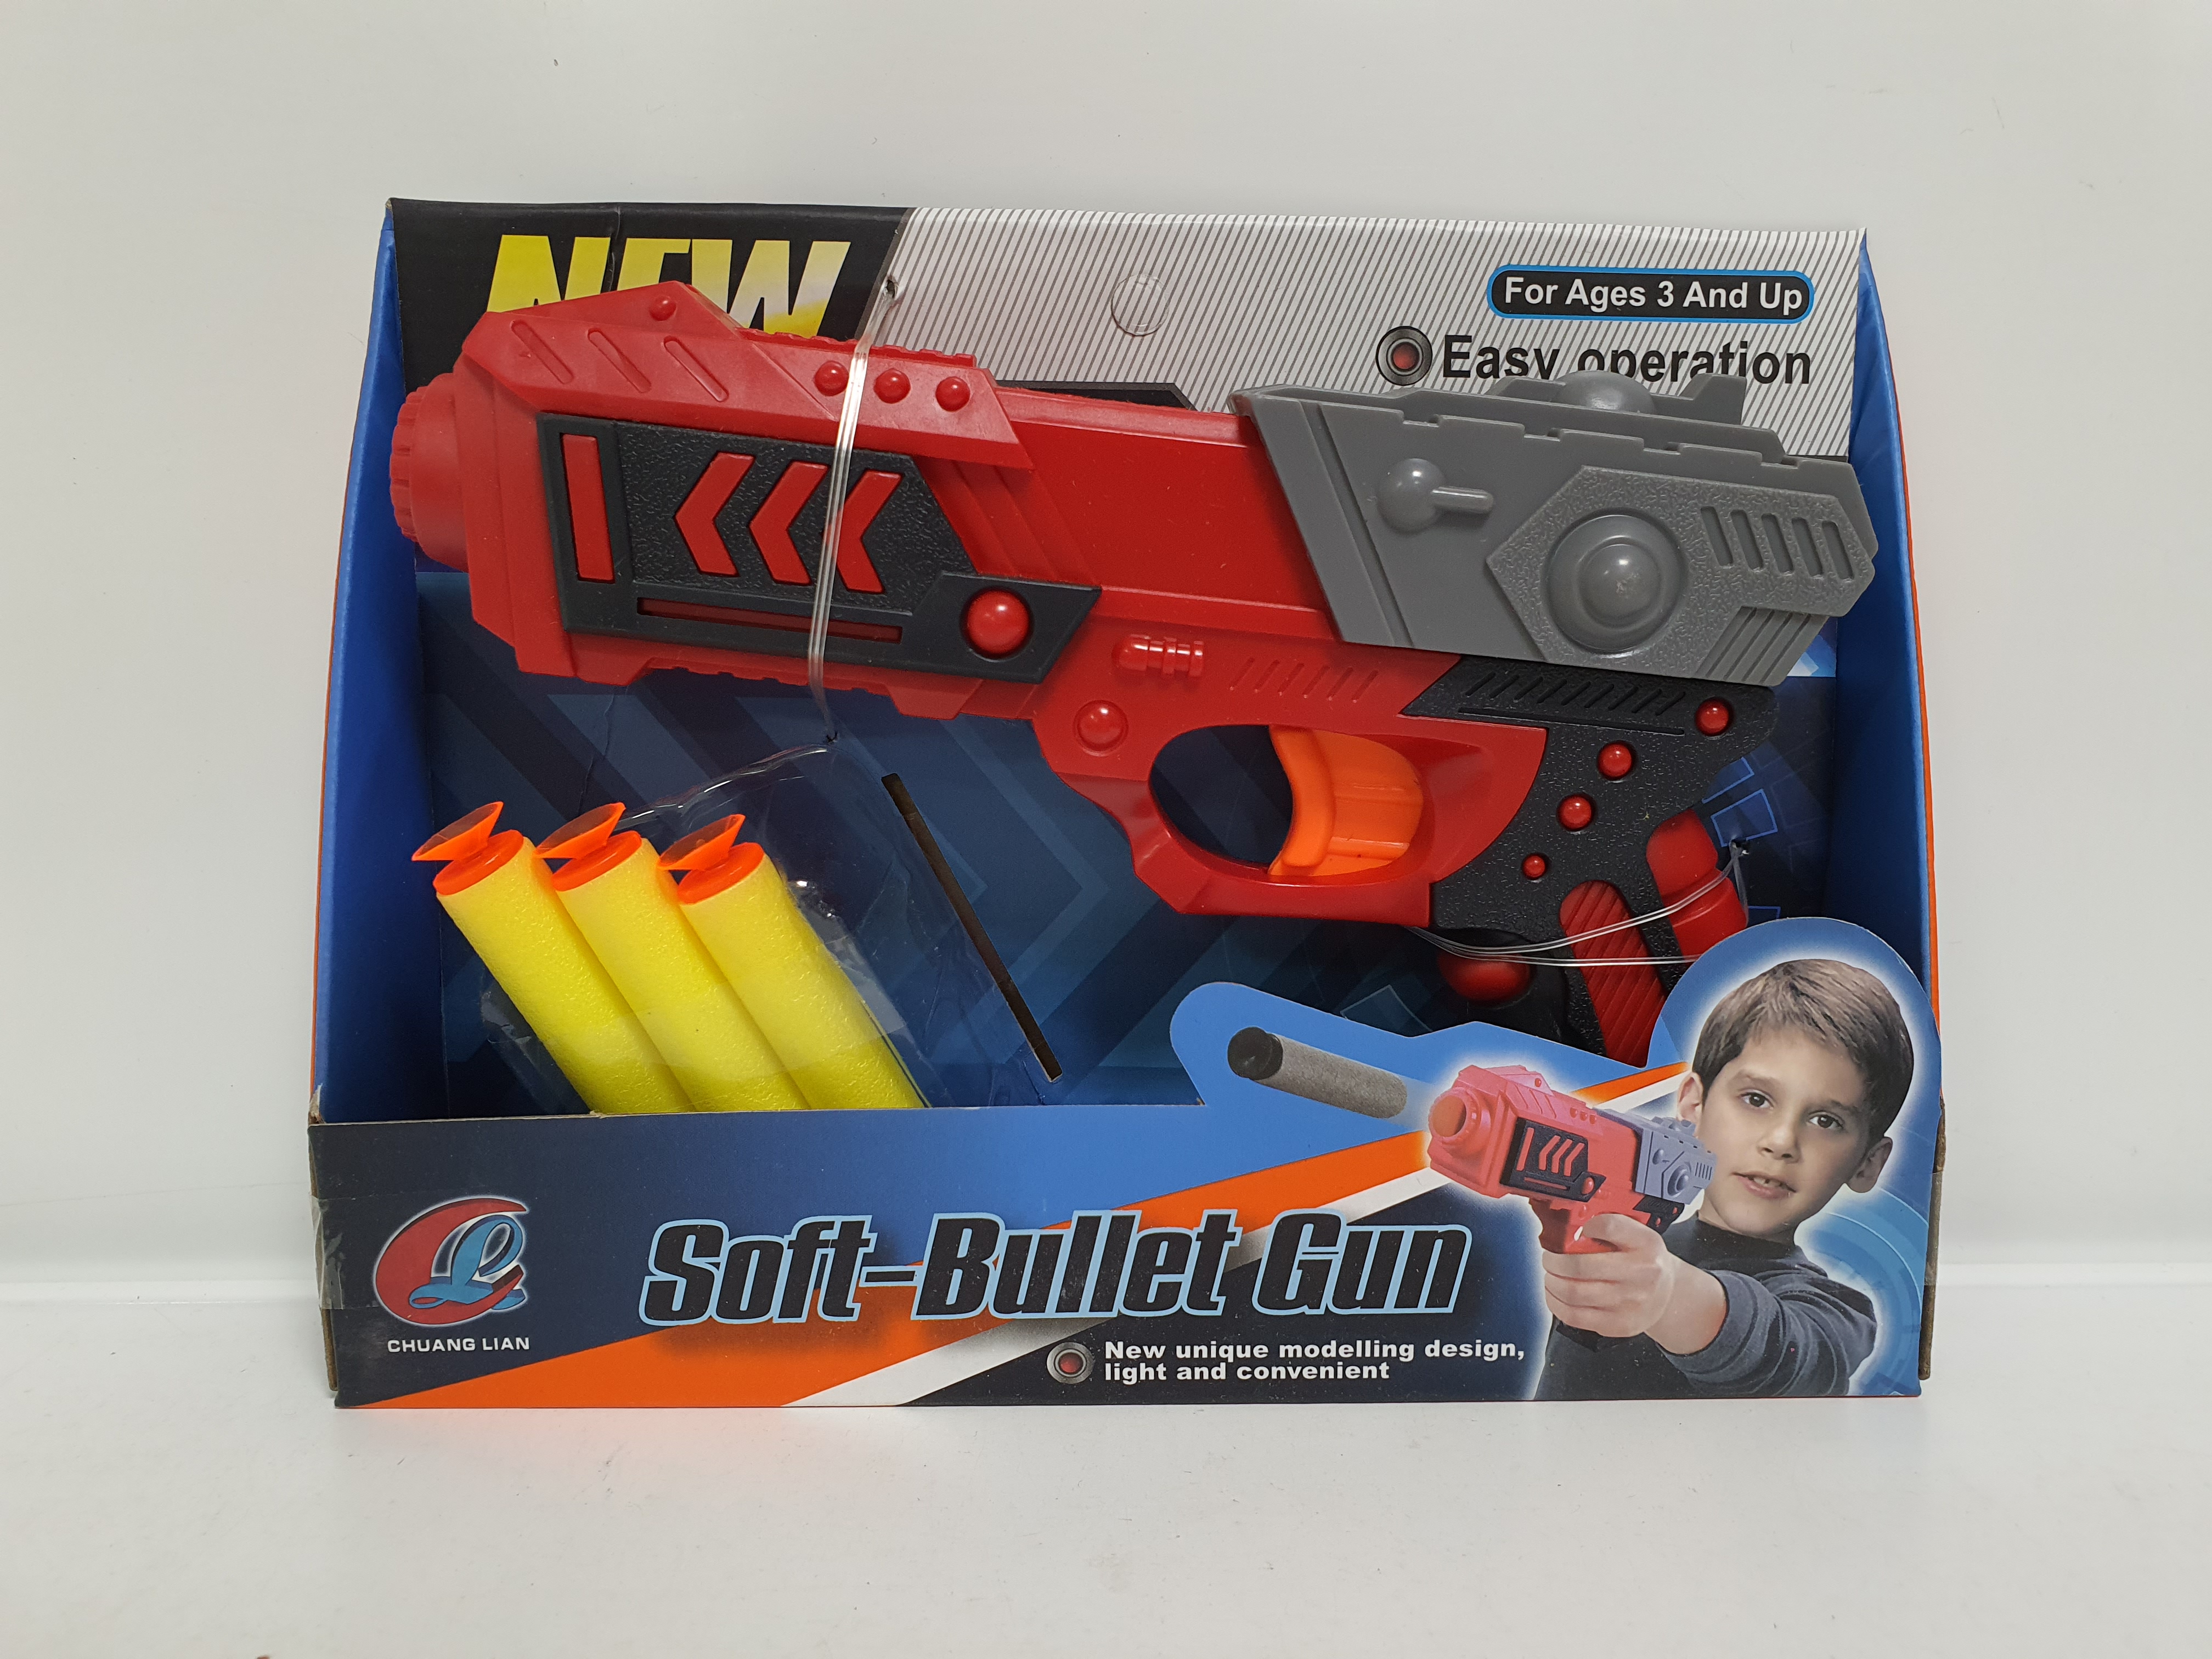 NEW
For Ages 3 And Up
Easy operation
Soft-Bullet Gun
CHUANG LIAN
New unique modelling design,
light and convenient